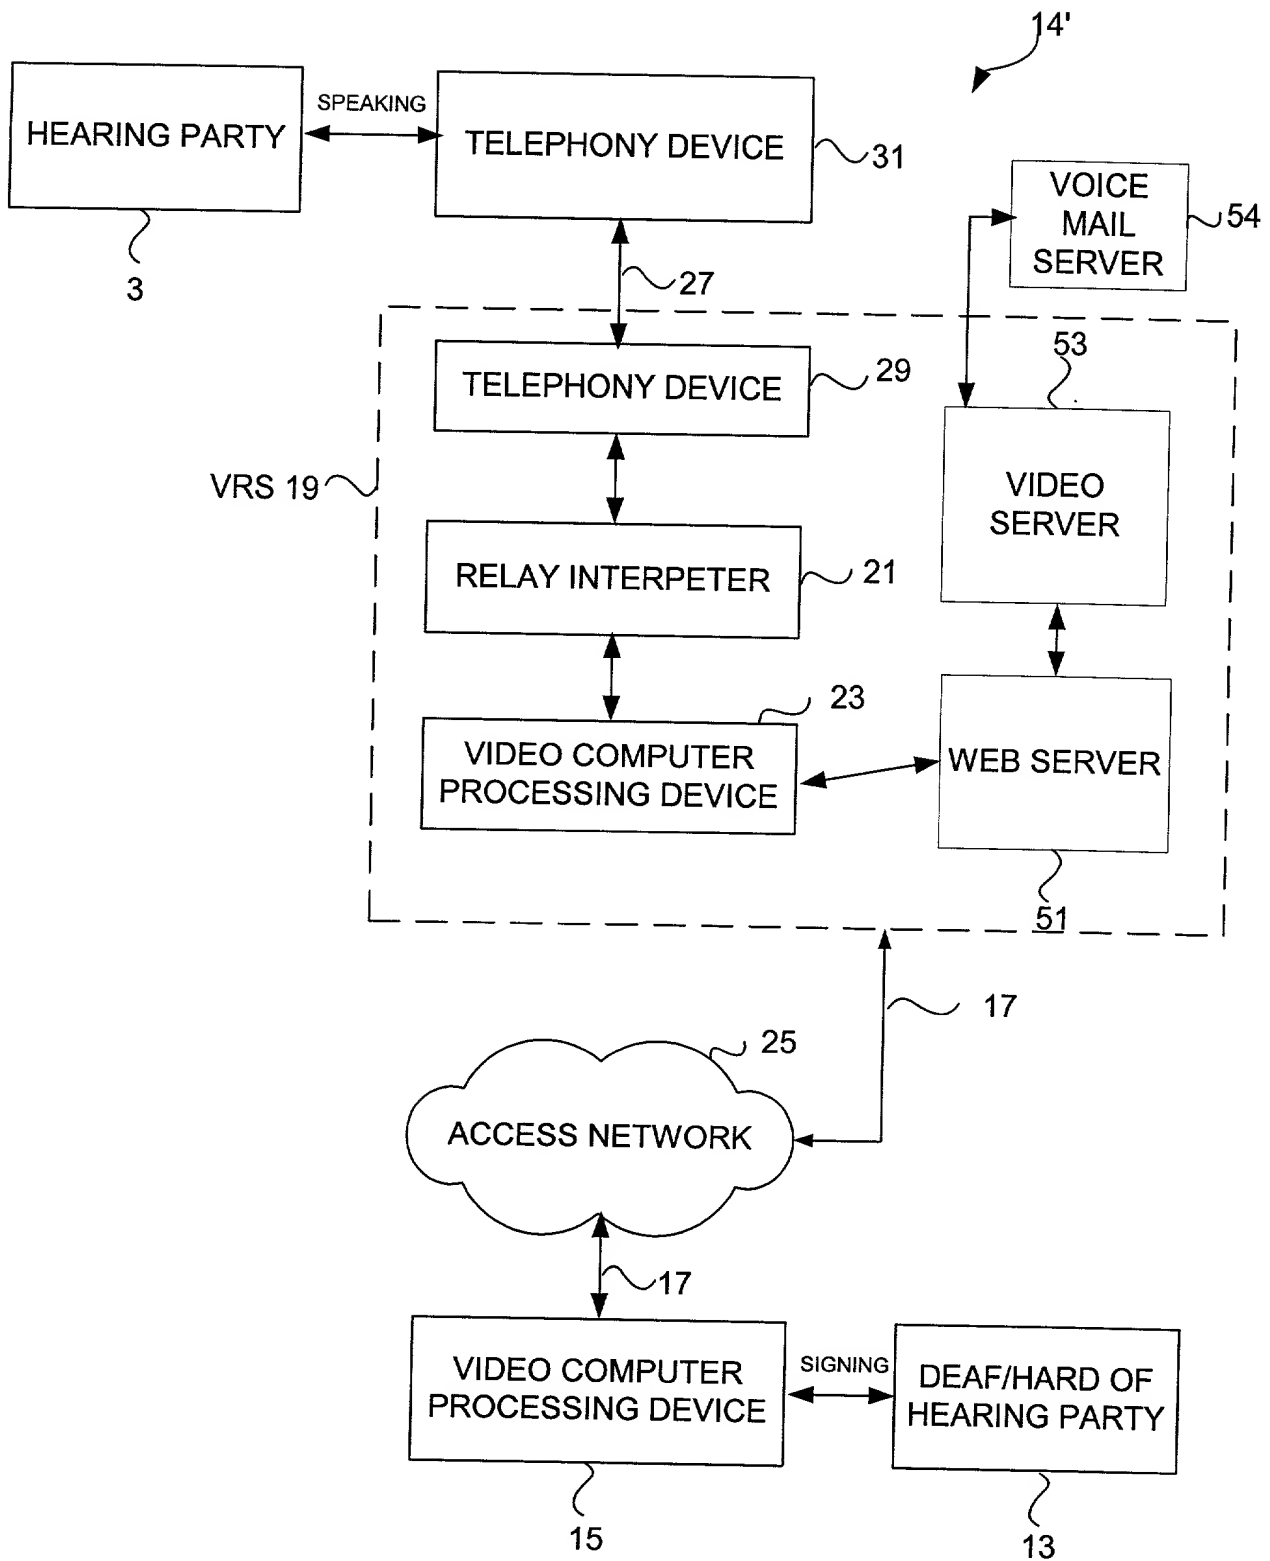 14'
HEARING PARTY
SPEAKING
TELEPHONY DEVICE
31
3
VOICE
MAIL
SERVER
54
27
TELEPHONY DEVICE
29
53
VRS 19
VIDEO
SERVER
RELAY INTERPETER
21
23
VIDEO COMPUTER
PROCESSING DEVICE
WEB SERVER
51
17
25
ACCESS NETWORK
17
VIDEO COMPUTER
PROCESSING DEVICE
SIGNING
DEAF/HARD OF
HEARING PARTY
15
13